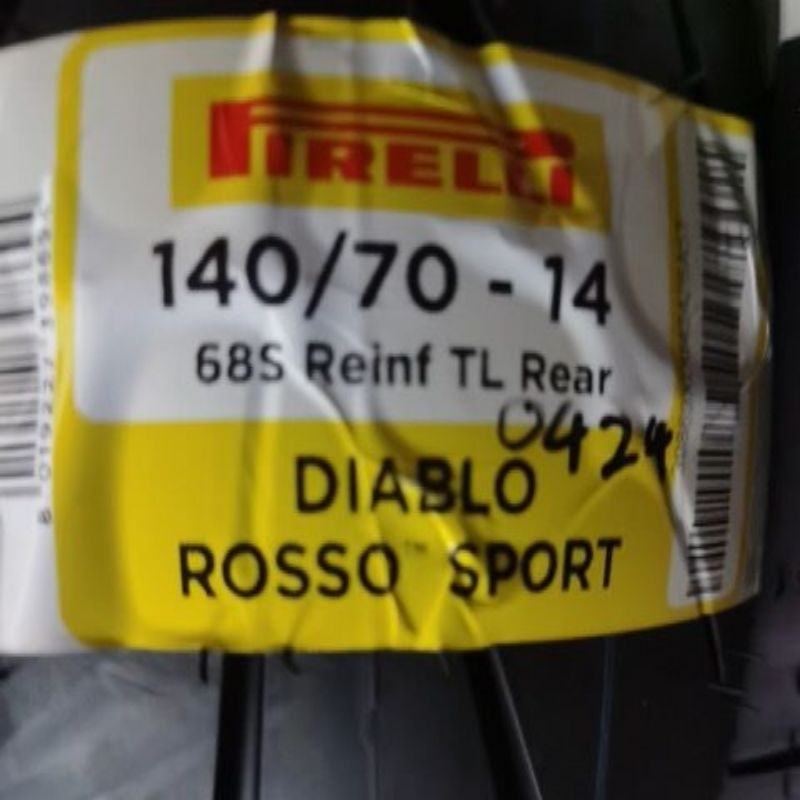 PIRELLI
140/70 - 14
68S Reinf TL Rear
0424
DIABLO
ROSSO™ SPORT